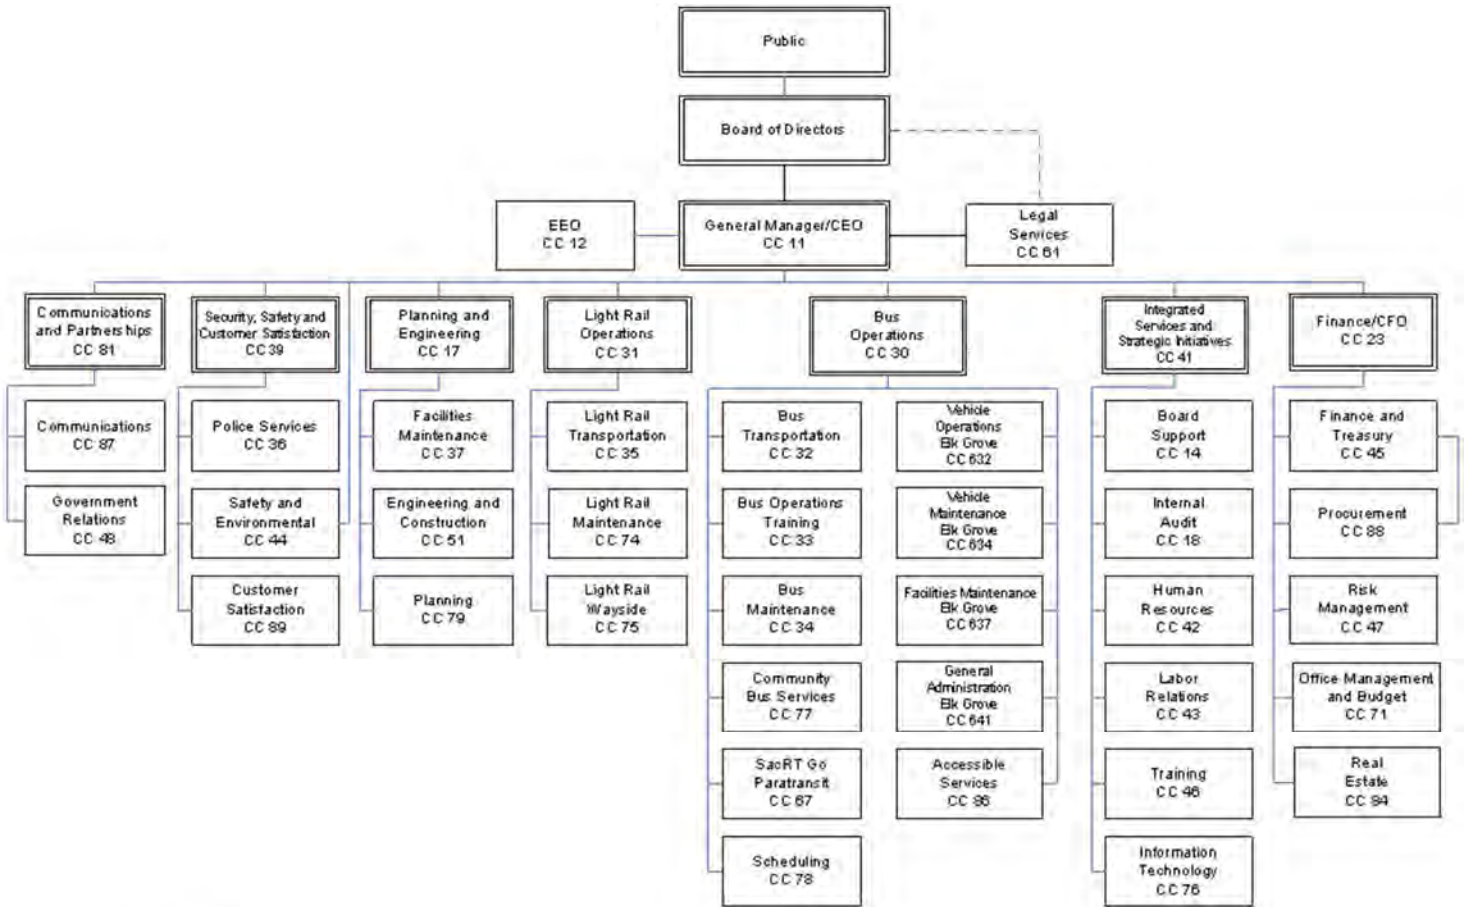 Public
Board of Directors
EEO
CC 12
General Manager/CEO
CC 11
Legal
Services
CC 61
Communications
and Partnerships
CC 81
Security, Safety and
Customer Satisfaction
CC 39
Planning and
Engineering
CC 17
Light Rail
Operations
CC 31
Bus
Operations
CC 30
Integrated
Services and
Strategic Initiatives
CC 41
Finance/CFO
CC 23
Communications
CC 87
Government
Relations
CC 48
Police Services
CC 36
Safety and
Environmental
CC 44
Customer
Satisfaction
CC 89
Facilities
Maintenance
CC 37
Engineering and
Construction
CC 51
Planning
CC 79
Light Rail
Transportation
CC 35
Light Rail
Maintenance
CC 74
Light Rail
Wayside
CC 75
Bus
Transportation
CC 32
Bus Operations
Training
CC 33
Bus
Maintenance
CC 34
Community
Bus Services
CC 77
SacRT Go
Paratransit
CC 67
Scheduling
CC 78
Vehicle
Operations
Elk Grove
CC 632
Vehicle
Maintenance
Elk Grove
CC 634
Facilities Maintenance
Elk Grove
CC 637
General
Administration
Elk Grove
CC 641
Accessible
Services
CC 86
Board
Support
CC 14
Internal
Audit
CC 18
Human
Resources
CC 42
Labor
Relations
CC 43
Training
CC 46
Information
Technology
CC 76
Finance and
Treasury
CC 45
Procurement
CC 88
Risk
Management
CC 47
Office Management
and Budget
CC 71
Real
Estate
CC 84